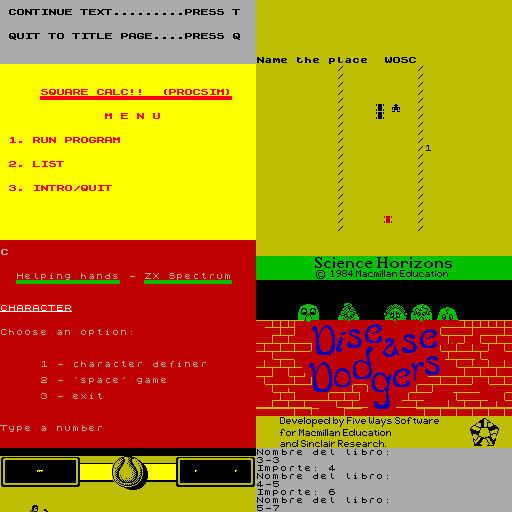 CONTINUE TEXT.........PRESS T
QUIT TO TITLE PAGE....PRESS Q
SQUARE CALC!! (PROCSIM)
M E N U
1. RUN PROGRAM
2. LIST
3. INTRO/QUIT
Name the place WOSC
1
C
Helping hands - ZX Spectrum
CHARACTER
Choose an option:
1 - character definer
2 - 'space' game
3 - exit
Type a number
Science Horizons
© 1984 Macmillan Education
Disease
Dodgers
Developed by Five Ways Software
for Macmillan Education
and Sinclair Research.
Nombre del libro:
3-3
Importe: 4
Nombre del libro:
4-5
Importe: 6
Nombre del libro:
5-7